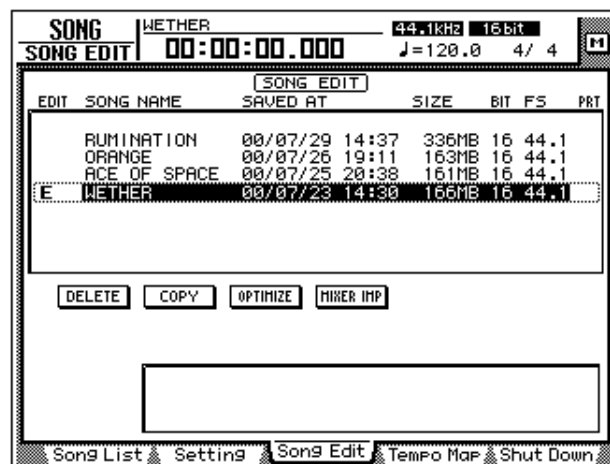 SONG WETHER 44.1kHz 16bit
SONG EDIT 00:00:00.000 ♩=120.0 4/ 4 M
SONG EDIT
EDIT SONG NAME SAVED AT SIZE BIT FS PRT
RUMINATION 00/07/29 14:37 336MB 16 44.1
ORANGE 00/07/26 19:11 163MB 16 44.1
ACE OF SPACE 00/07/25 20:38 161MB 16 44.1
E WETHER 00/07/23 14:30 166MB 16 44.1
DELETE COPY OPTIMIZE MIXER IMP
Song List Setting Song Edit Tempo Map Shut Down